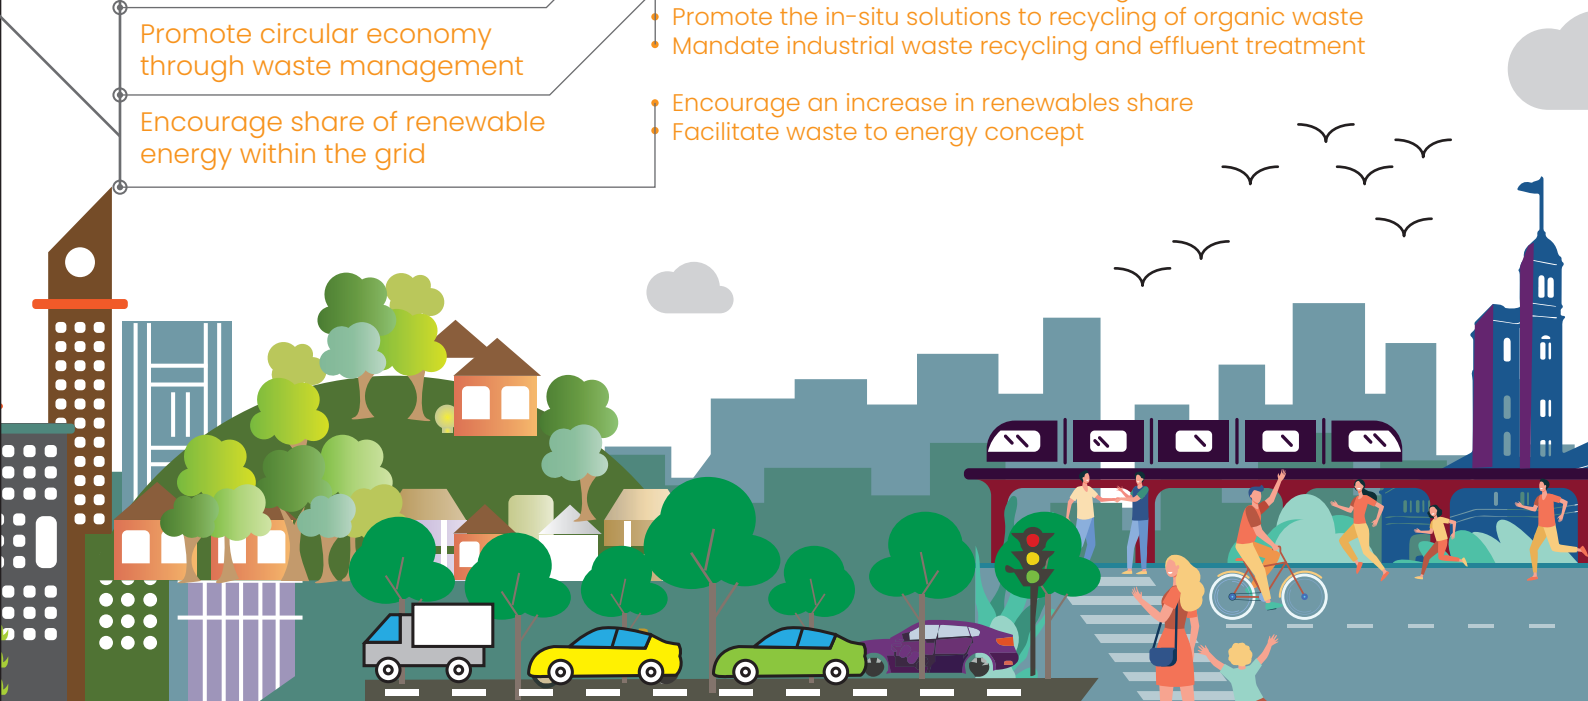 Promote circular economy
through waste management
Encourage share of renewable
energy within the grid
Promote the in-situ solutions to recycling of organic waste
Mandate industrial waste recycling and effluent treatment
Encourage an increase in renewables share
Facilitate waste to energy concept